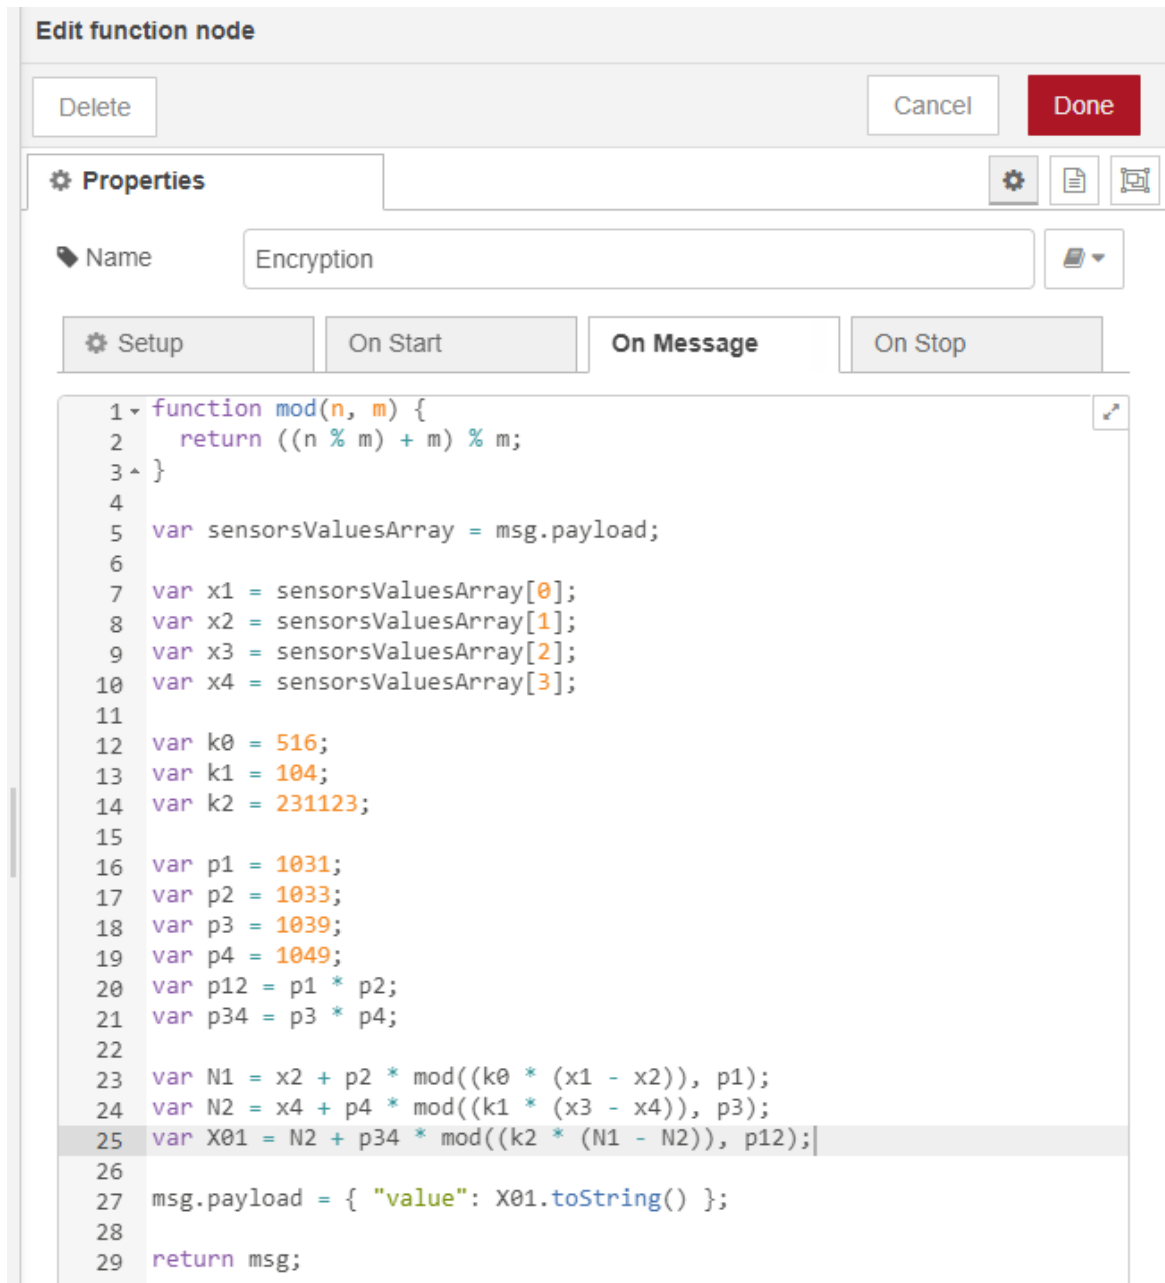 Edit function node
Delete Cancel Done
Properties
Name Encryption
Setup On Start On Message On Stop
1 function mod(n, m) {
2   return ((n % m) + m) % m;
3 }
4
5 var sensorsValuesArray = msg.payload;
6
7 var x1 = sensorsValuesArray[0];
8 var x2 = sensorsValuesArray[1];
9 var x3 = sensorsValuesArray[2];
10 var x4 = sensorsValuesArray[3];
11
12 var k0 = 516;
13 var k1 = 104;
14 var k2 = 231123;
15
16 var p1 = 1031;
17 var p2 = 1033;
18 var p3 = 1039;
19 var p4 = 1049;
20 var p12 = p1 * p2;
21 var p34 = p3 * p4;
22
23 var N1 = x2 + p2 * mod((k0 * (x1 - x2)), p1);
24 var N2 = x4 + p4 * mod((k1 * (x3 - x4)), p3);
25 var X01 = N2 + p34 * mod((k2 * (N1 - N2)), p12);
26
27 msg.payload = { "value": X01.toString() };
28
29 return msg;